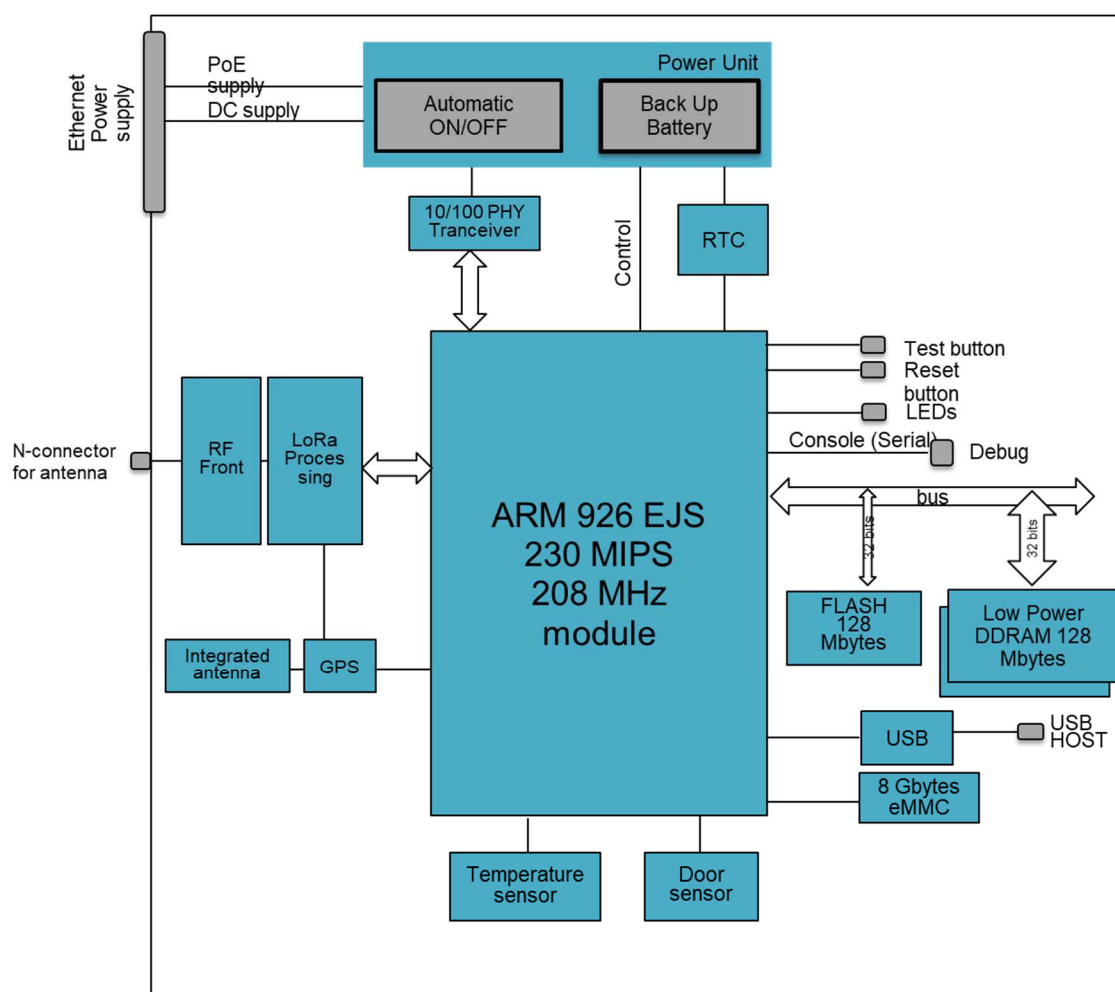 Ethernet
Power
supply
PoE
supply
DC supply
Power Unit
Automatic
ON/OFF
Back Up
Battery
10/100 PHY
Tranceiver
Control
RTC
Test button
Reset
button
LEDs
Console (Serial)
Debug
N-connector
for antenna
RF
Front
LoRa
Proces
sing
ARM 926 EJS
230 MIPS
208 MHz
module
bus
32 bits
32 bits
FLASH
128
Mbytes
Low Power
DDRAM 128
Mbytes
Integrated
antenna
GPS
USB
USB
HOST
8 Gbytes
eMMC
Temperature
sensor
Door
sensor